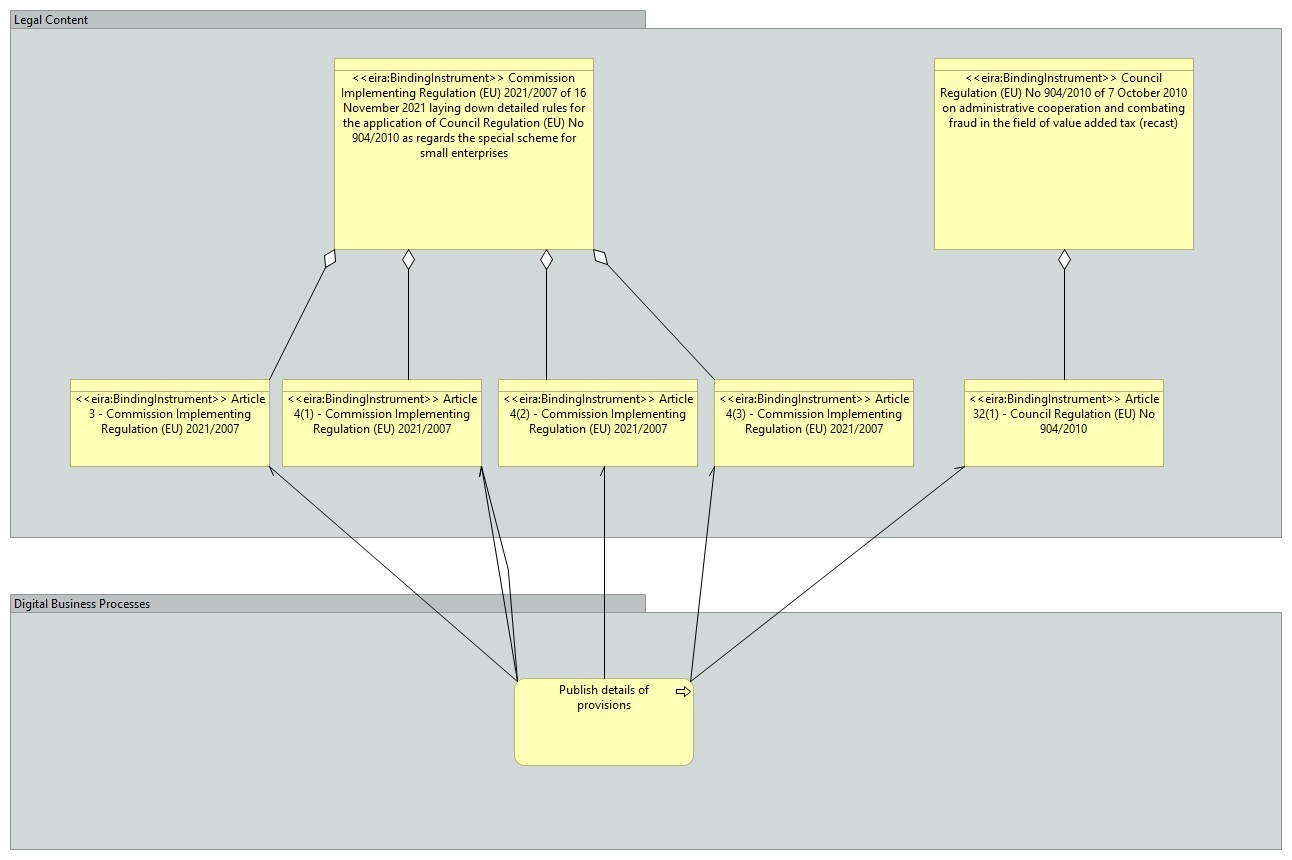 Legal Content
<<eira:BindingInstrument>> Commission
Implementing Regulation (EU) 2021/2007 of 16
November 2021 laying down detailed rules for
the application of Council Regulation (EU) No
904/2010 as regards the special scheme for
small enterprises
<<eira:BindingInstrument>> Council
Regulation (EU) No 904/2010 of 7 October 2010
on administrative cooperation and combating
fraud in the field of value added tax (recast)
<<eira:BindingInstrument>> Article
3 - Commission Implementing
Regulation (EU) 2021/2007
<<eira:BindingInstrument>> Article
4(1) - Commission Implementing
Regulation (EU) 2021/2007
<<eira:BindingInstrument>> Article
4(2) - Commission Implementing
Regulation (EU) 2021/2007
<<eira:BindingInstrument>> Article
4(3) - Commission Implementing
Regulation (EU) 2021/2007
<<eira:BindingInstrument>> Article
32(1) - Council Regulation (EU) No
904/2010
Digital Business Processes
Publish details of
provisions